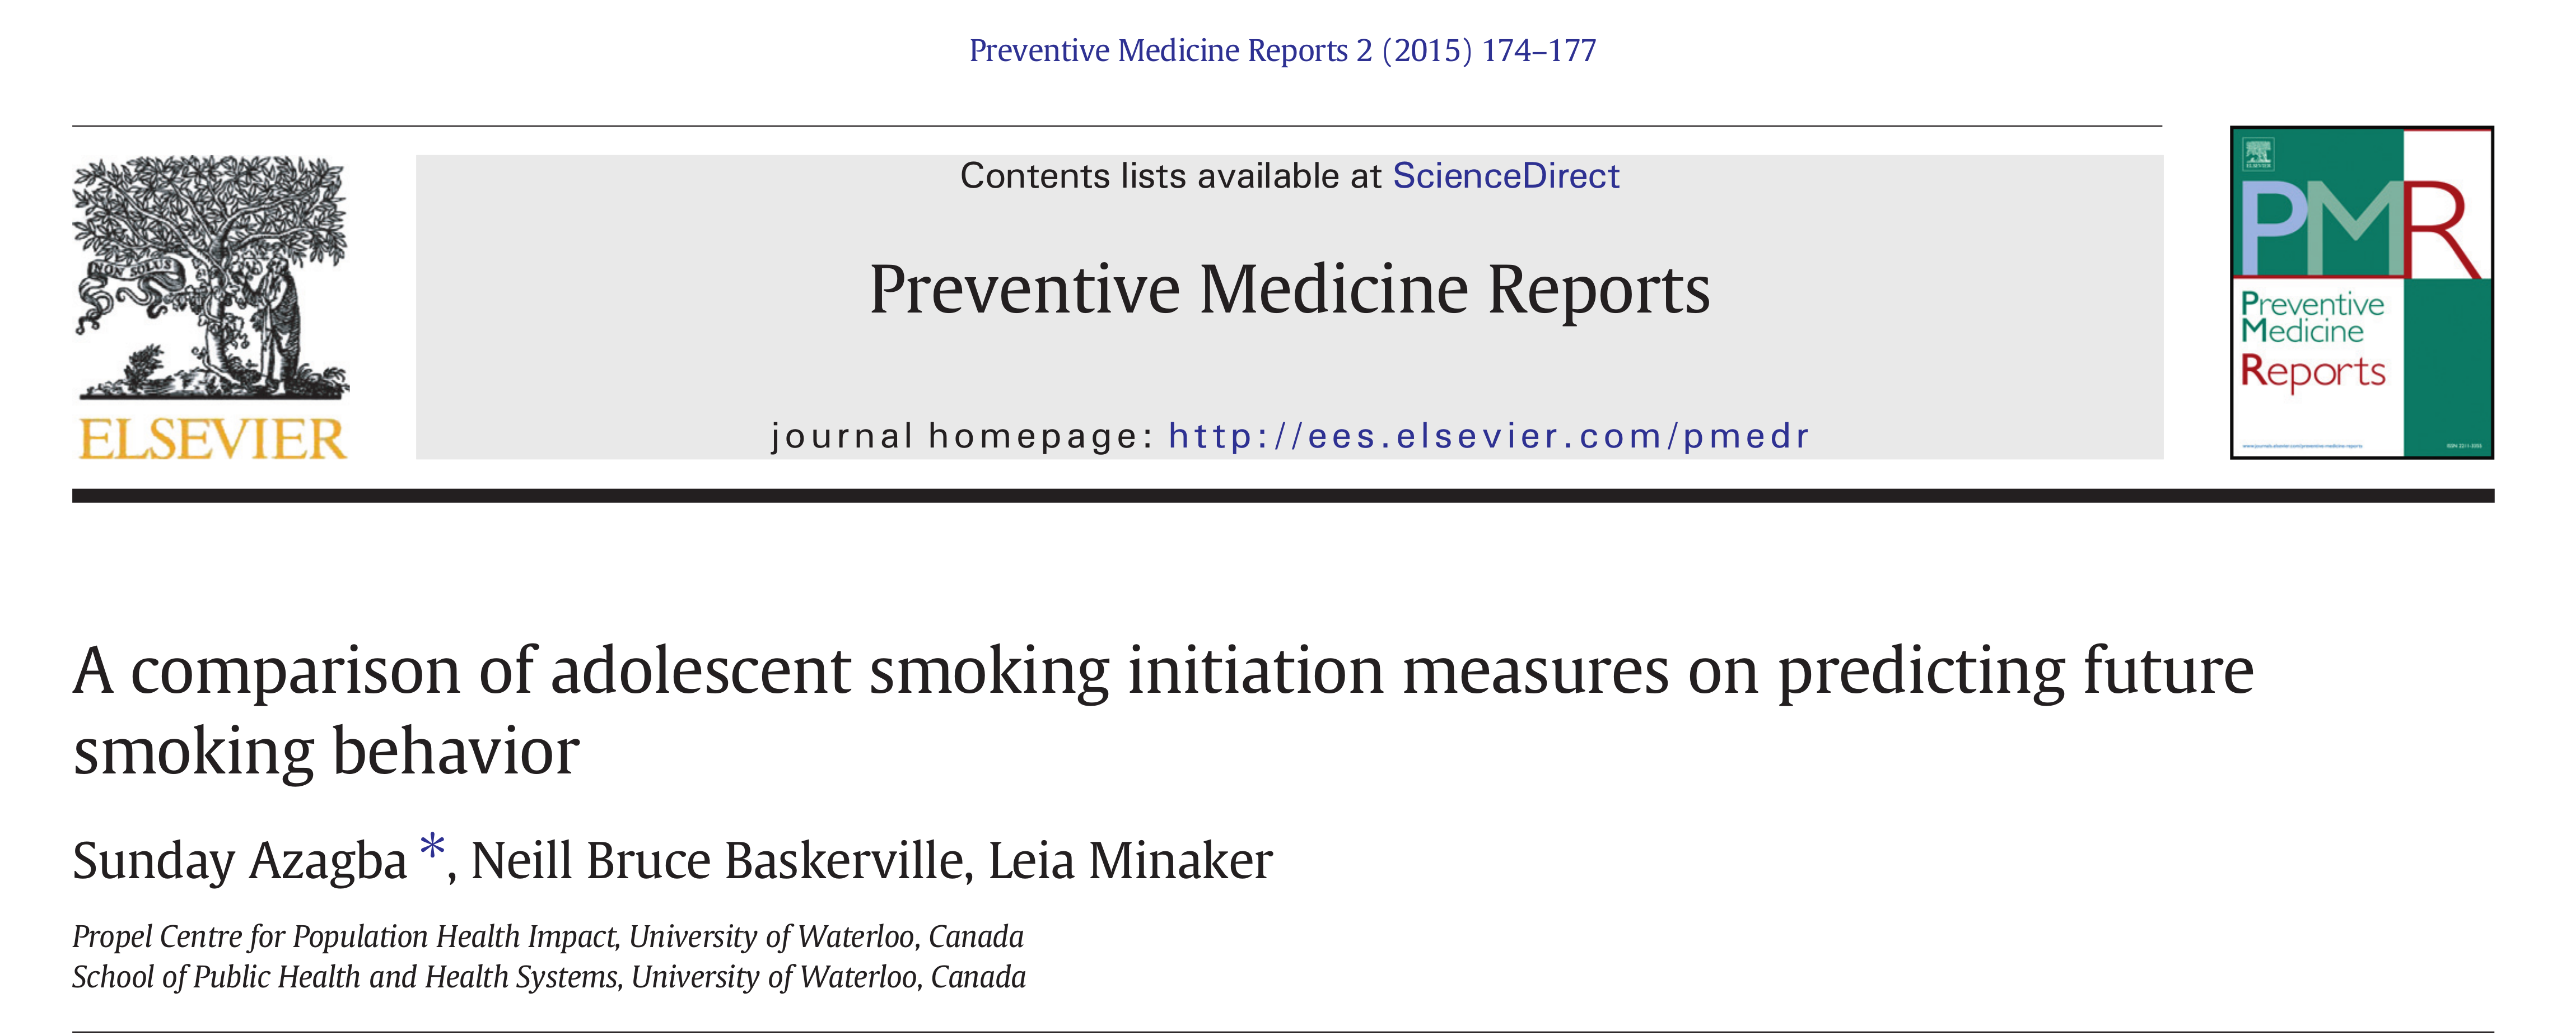 Preventive Medicine Reports 2 (2015) 174–177
Contents lists available at ScienceDirect
Preventive Medicine Reports
journal homepage: http://ees.elsevier.com/pmedr
NON SOLUS
ELSEVIER
ELSEVIER
PMR
Preventive
Medicine
Reports
A comparison of adolescent smoking initiation measures on predicting future
smoking behavior
Sunday Azagba *, Neill Bruce Baskerville, Leia Minaker
Propel Centre for Population Health Impact, University of Waterloo, Canada
School of Public Health and Health Systems, University of Waterloo, Canada